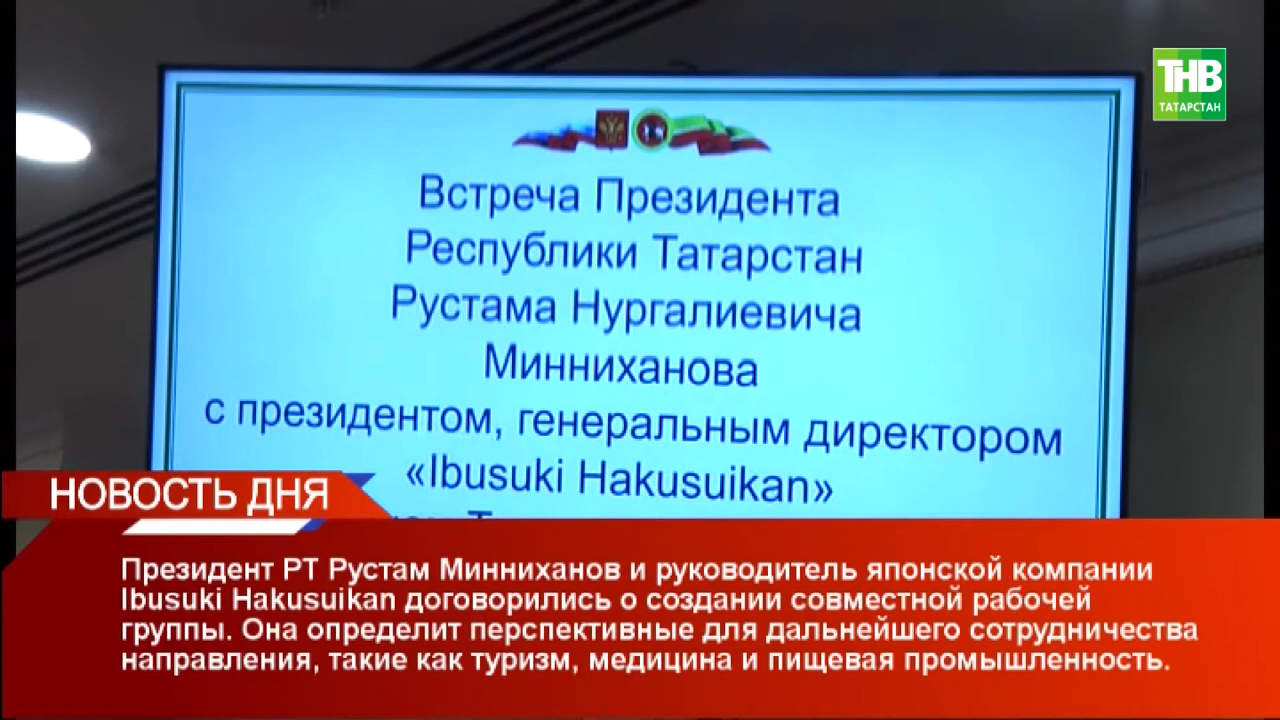 ТНВ
ТАТАРСТАН
Встреча Президента
Республики Татарстан
Рустама Нургалиевича
Минниханова
с президентом, генеральным директором
«Ibusuki Hakusuikan»
НОВОСТЬ ДНЯ
Президент РТ Рустам Минниханов и руководитель японской компании
Ibusuki Hakusuikan договорились о создании совместной рабочей
группы. Она определит перспективные для дальнейшего сотрудничества
направления, такие как туризм, медицина и пищевая промышленность.